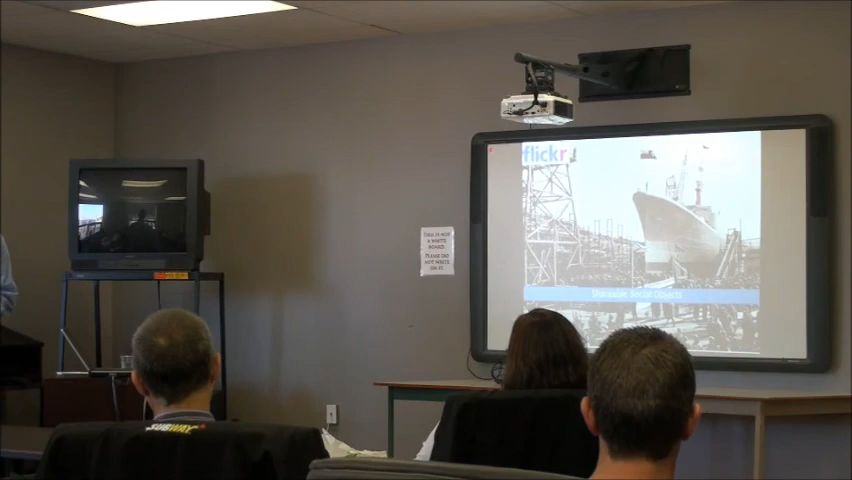 flickr
Shareable Social Objects
THIS IS NOT
A WHITE
BOARD.
PLEASE DO
NOT WRITE
ON IT.
SUBWAY